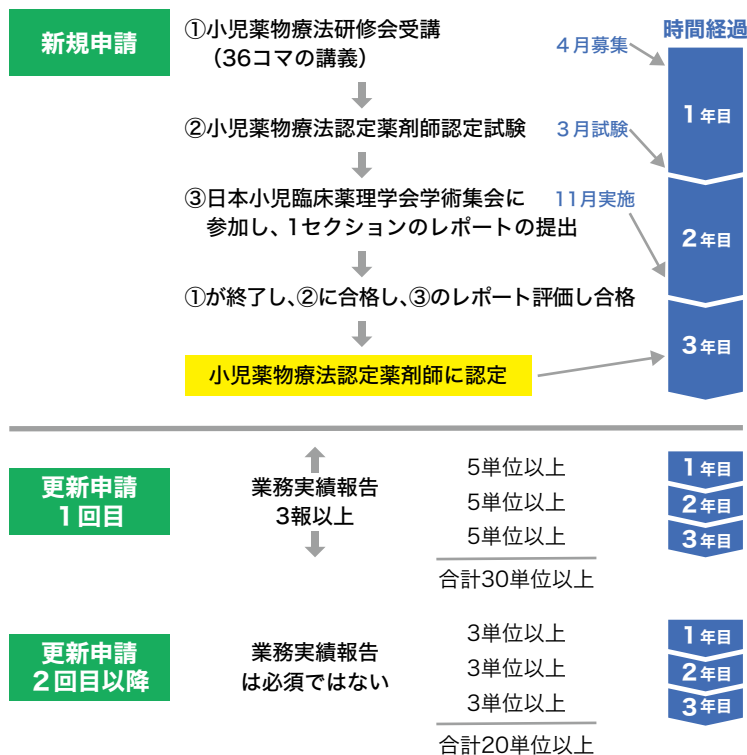 新規申請
①小児薬物療法研修会受講
（36コマの講義）
4月募集
時間経過
1年目
②小児薬物療法認定薬剤師認定試験
3月試験
③日本小児臨床薬理学会学術集会に
参加し、1セクションのレポートの提出
11月実施
2年目
①が終了し、②に合格し、③のレポート評価し合格
3年目
小児薬物療法認定薬剤師に認定
更新申請
1回目
業務実績報告
3報以上
5単位以上
5単位以上
5単位以上
合計30単位以上
1年目
2年目
3年目
更新申請
2回目以降
業務実績報告
は必須ではない
3単位以上
3単位以上
3単位以上
合計20単位以上
1年目
2年目
3年目